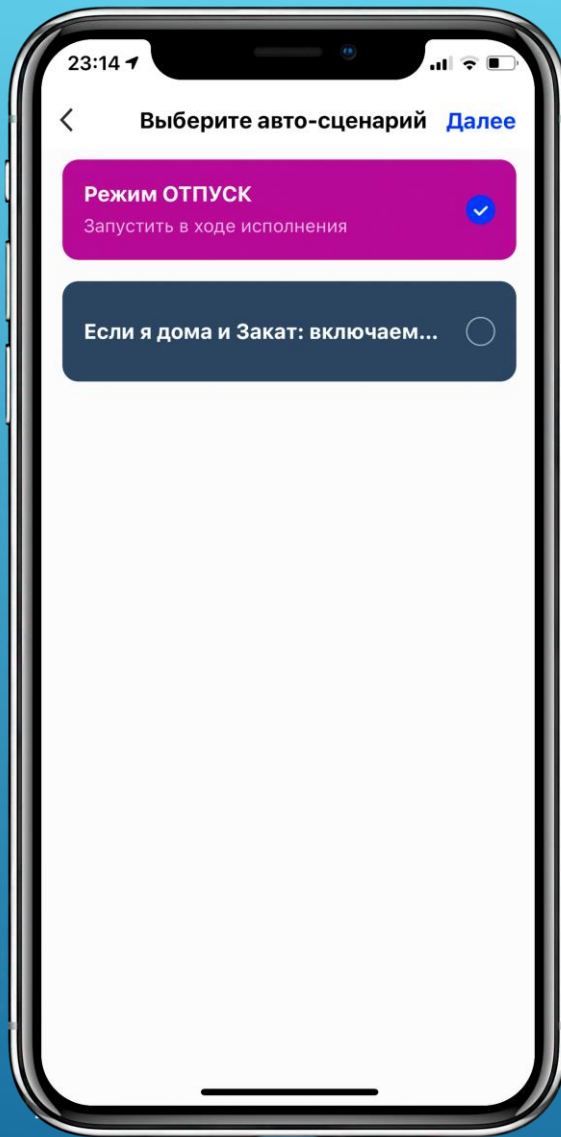 23:14
Выберите авто-сценарий Далее
Режим ОТПУСК
Запустить в ходе исполнения
Если я дома и Закат: включаем...